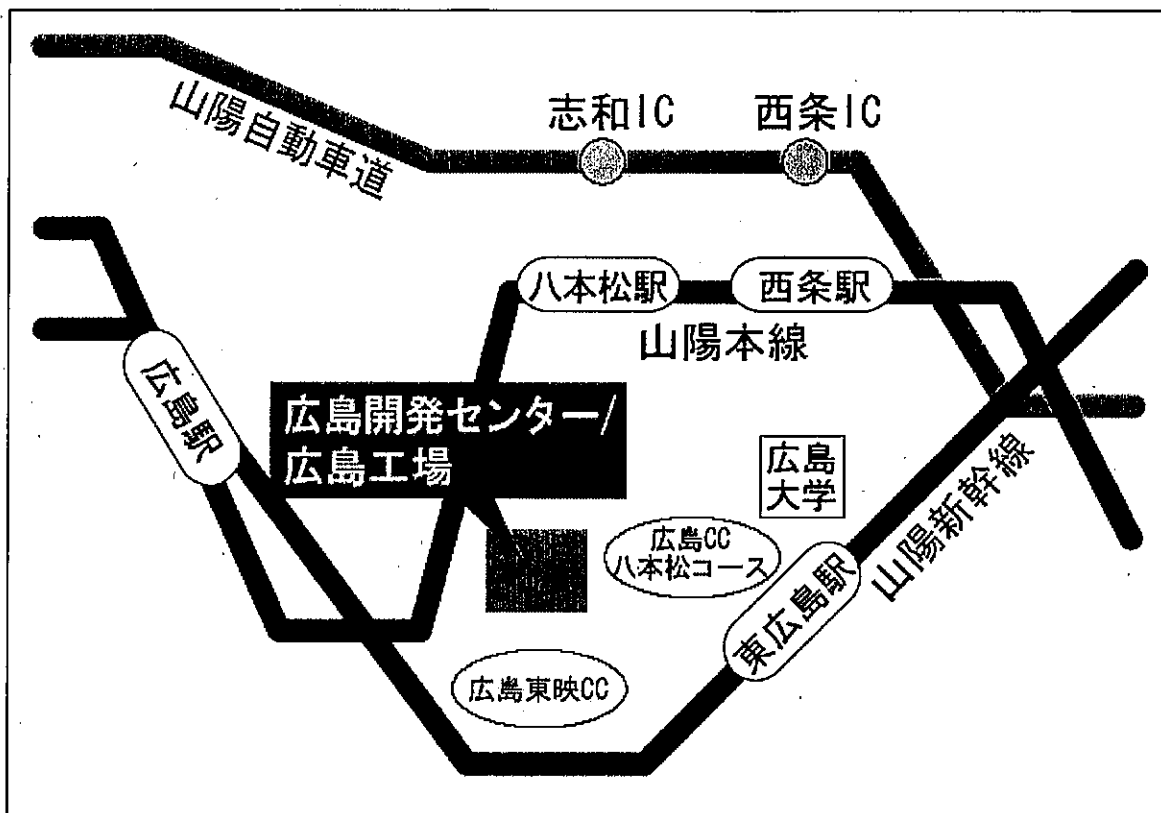 山陽自動車道
志和IC
西条IC
八本松駅
西条駅
山陽本線
広島駅
広島開発センター/
広島工場
広島
大学
広島CC
八本松コース
東広島駅
山陽新幹線
広島東映CC